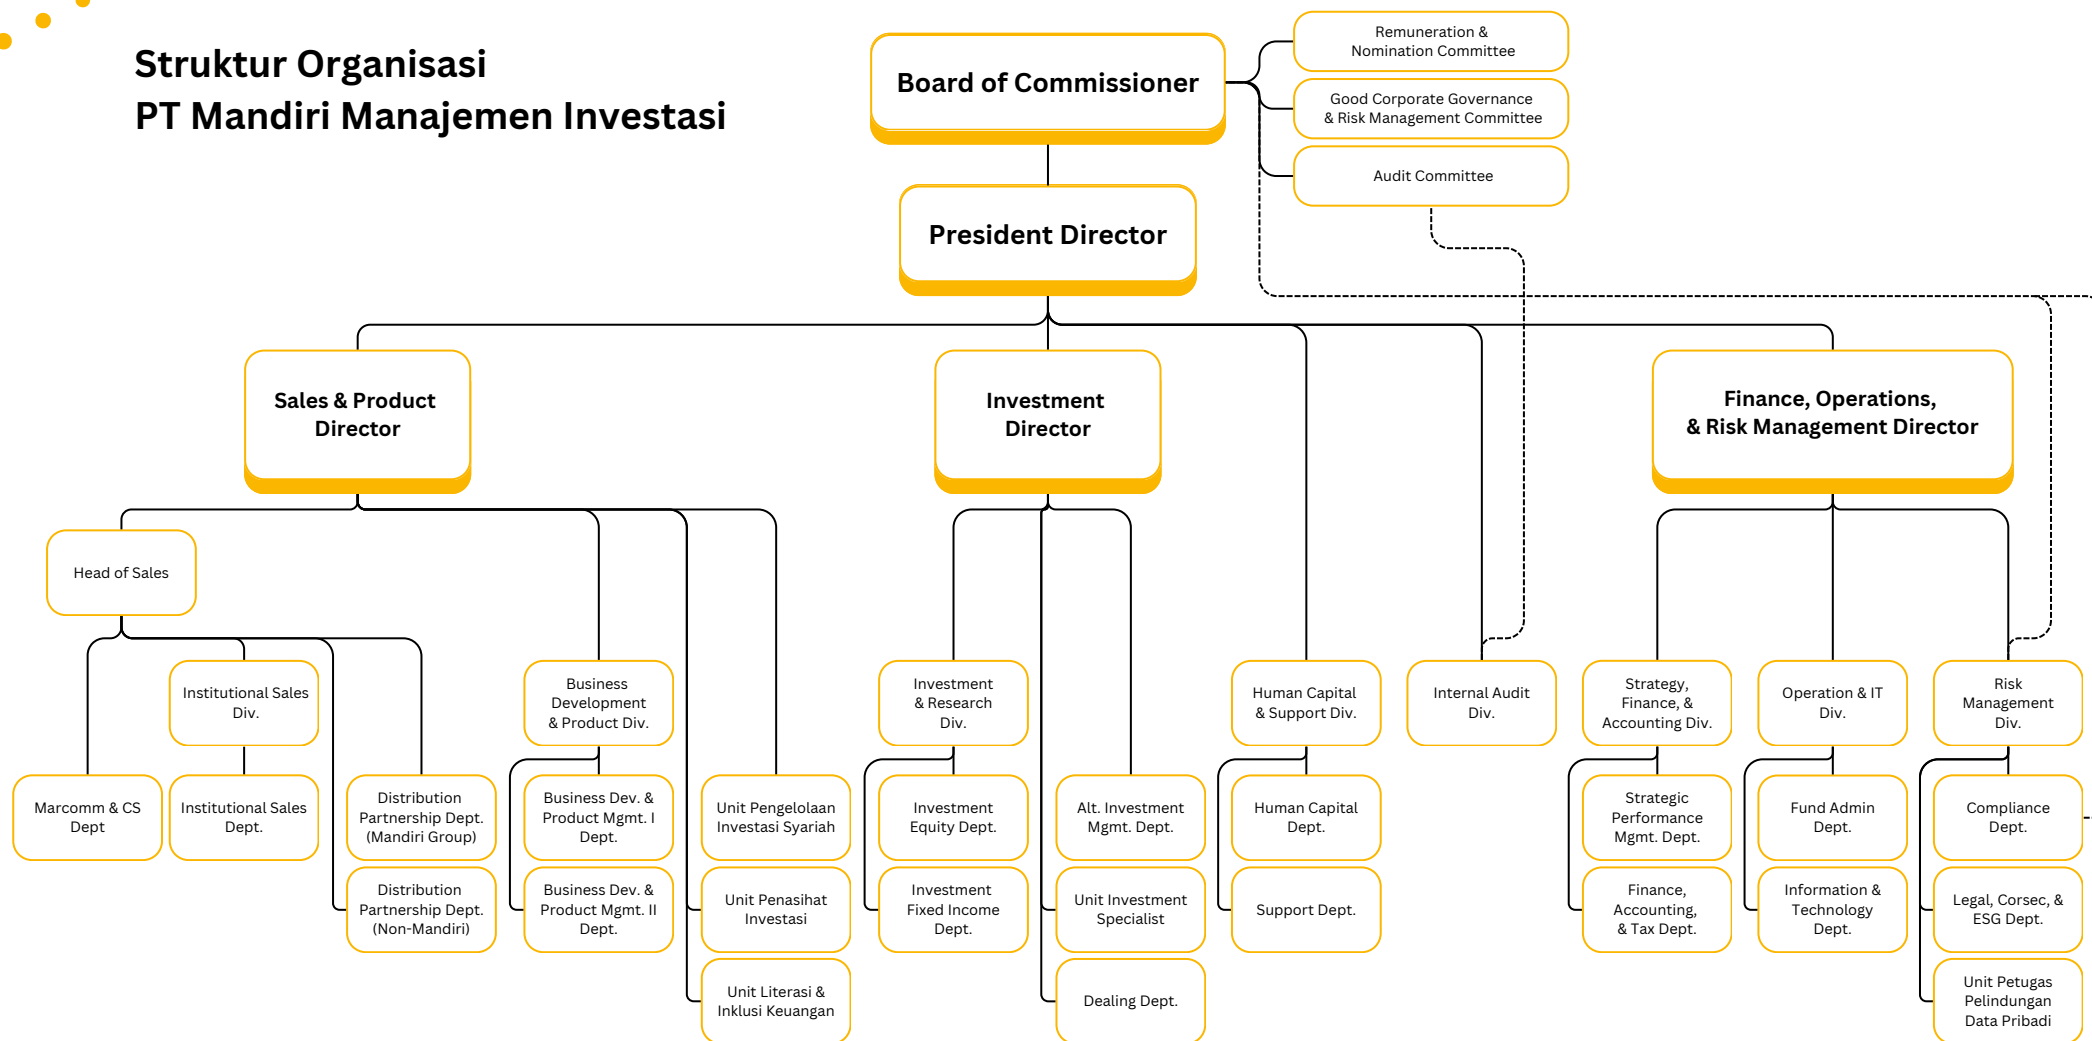 Struktur Organisasi
PT Mandiri Manajemen Investasi
Board of Commissioner
Remuneration &
Nomination Committee
Good Corporate Governance
& Risk Management Committee
Audit Committee
President Director
Sales & Product
Director
Investment
Director
Finance, Operations,
& Risk Management Director
Head of Sales
Institutional Sales
Div.
Business
Development
& Product Div.
Investment
& Research
Div.
Human Capital
& Support Div.
Internal Audit
Div.
Strategy,
Finance, &
Accounting Div.
Operation & IT
Div.
Risk
Management
Div.
Marcomm & CS
Dept
Institutional Sales
Dept.
Distribution
Partnership Dept.
(Mandiri Group)
Business Dev. &
Product Mgmt. I
Dept.
Unit Pengelolaan
Investasi Syariah
Investment
Equity Dept.
Alt. Investment
Mgmt. Dept.
Human Capital
Dept.
Strategic
Performance
Mgmt. Dept.
Fund Admin
Dept.
Compliance
Dept.
Distribution
Partnership Dept.
(Non-Mandiri)
Business Dev. &
Product Mgmt. II
Dept.
Unit Penasihat
Investasi
Investment
Fixed Income
Dept.
Unit Investment
Specialist
Support Dept.
Finance,
Accounting,
& Tax Dept.
Information &
Technology
Dept.
Legal, Corsec, &
ESG Dept.
Unit Literasi &
Inklusi Keuangan
Dealing Dept.
Unit Petugas
Pelindungan
Data Pribadi